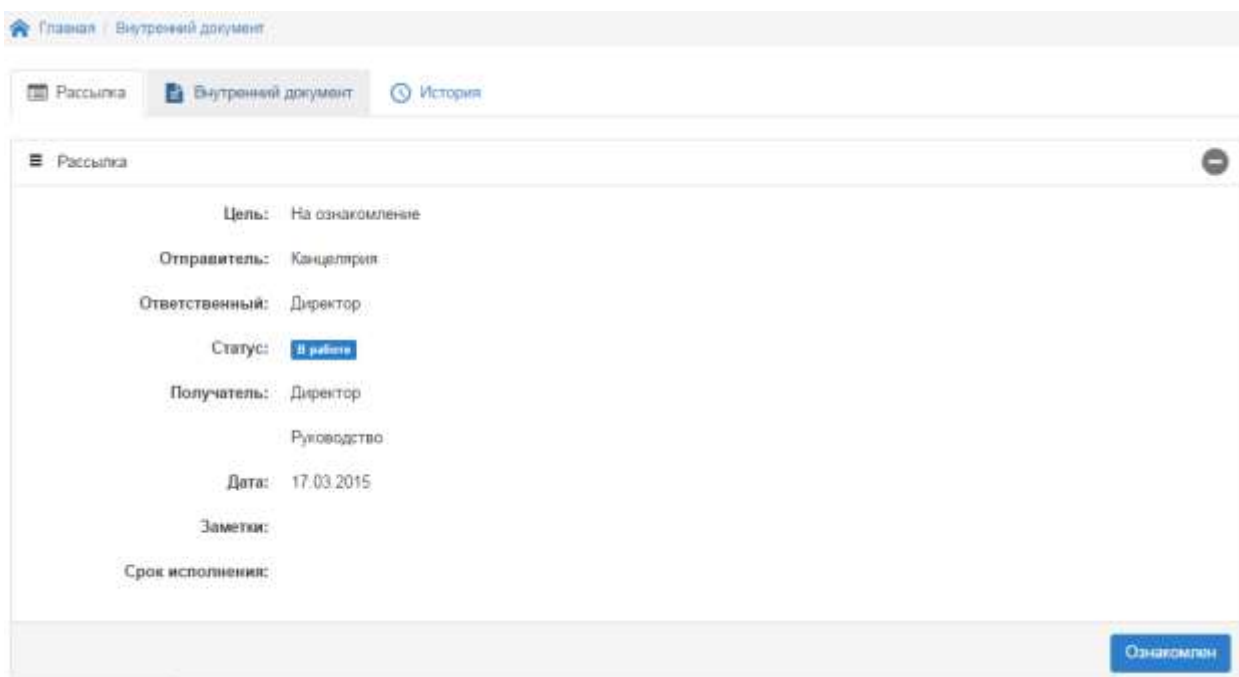 Главная / Внутренний документ
Рассылка Внутренний документ История
Рассылка
Цель: На ознакомление
Отправитель: Канцелярия
Ответственный: Директор
Статус: В работе
Получатель: Директор
Руководство
Дата: 17.03.2015
Заметки:
Срок исполнения:
Ознакомлен